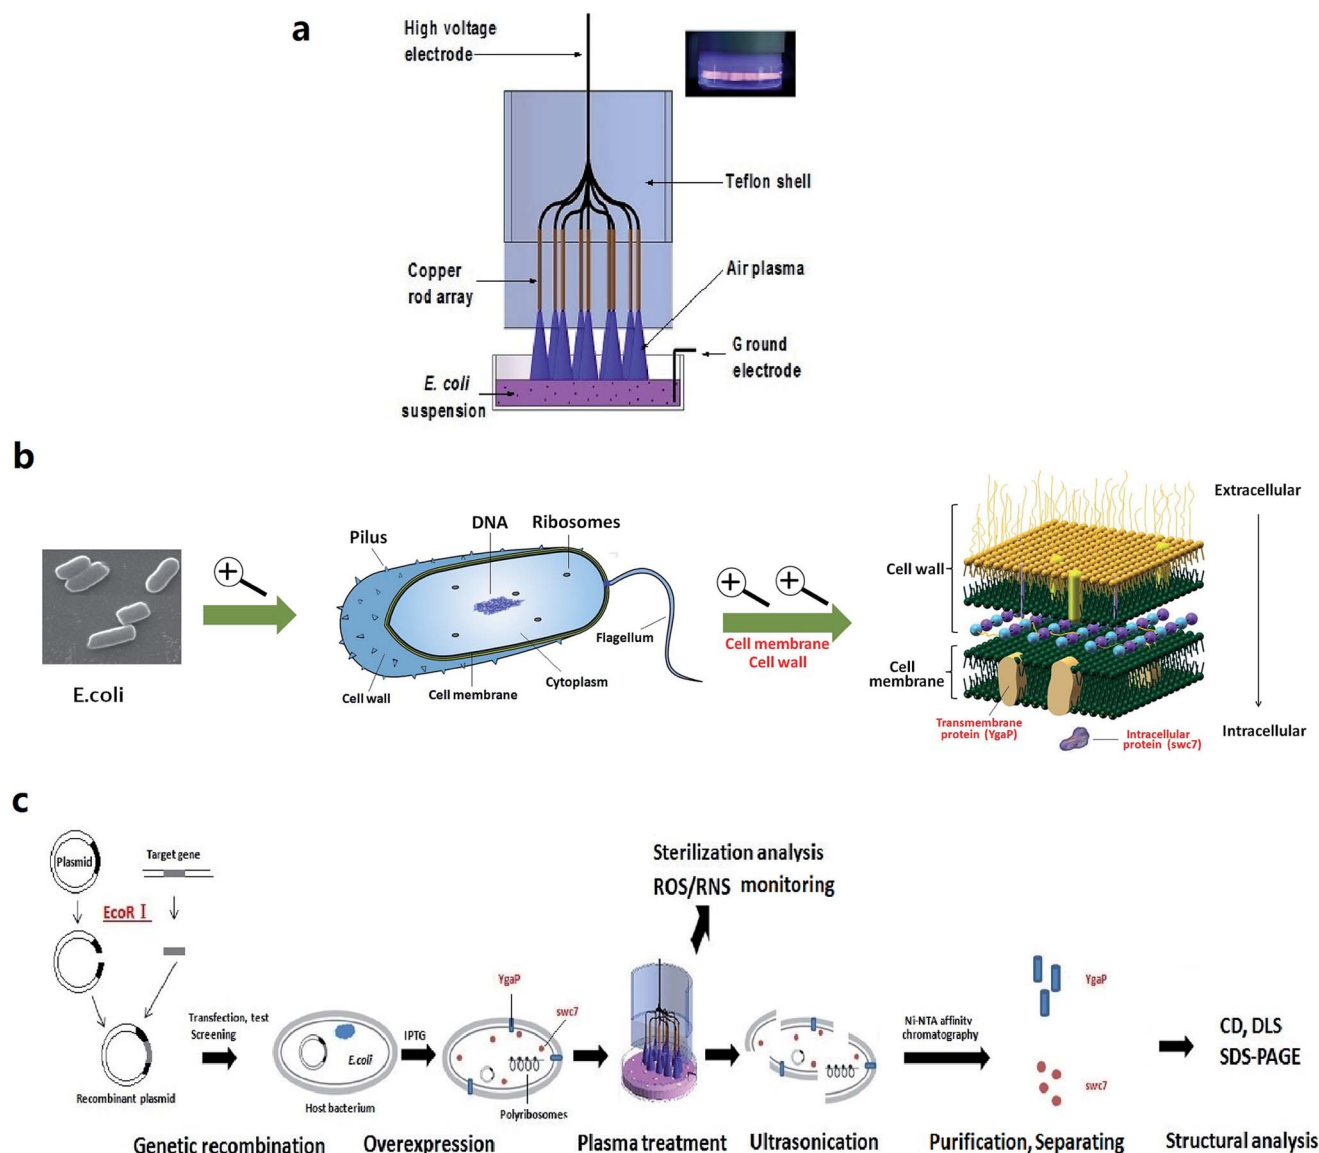 a
High voltage
electrode
Teflon shell
Copper
rod array
Air plasma
Ground
electrode
E. coli
suspension
b
Extracellular
DNA
Ribosomes
Pilus
Cell wall
Flagellum
Cell membrane
Cell wall
Cell
membrane
Cytoplasm
Cell membrane
Cell wall
E.coli
Transmembrane
protein (YgaP)
Intracellular
protein (swc7)
Intracellular
c
Plasmid
Target gene
Sterilization analysis
ROS/RNS monitoring
EcoR I
YgaP
swc7
Transfection, test
Screening
IPTG
E.coli
Ni-NTA affinitv
chromatography
YgaP
CD, DLS
SDS-PAGE
swc7
Recombinant plasmid
Host bacterium
Polyribosomes
Genetic recombination
Overexpression
Plasma treatment
Ultrasonication
Purification, Separating
Structural analysis